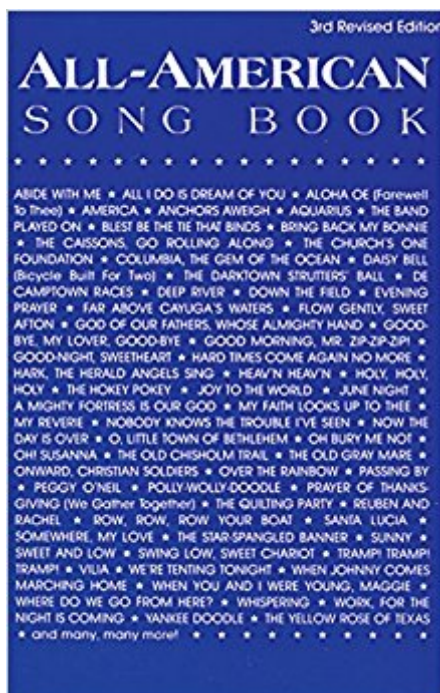 3rd Revised Edition
ALL-AMERICAN
SONG BOOK
ABIDE WITH ME ★ ALL I DO IS DREAM OF YOU ★ ALOHA OE (Farewell
To Thee) ★ AMERICA ★ ANCHORS AWEIGH ★ AQUARIUS ★ THE BAND
PLAYED ON ★ BLEST BE THE TIE THAT BINDS ★ BRING BACK MY BONNIE
★ THE CAISSONS, GO ROLLING ALONG ★ THE CHURCH'S ONE
FOUNDATION ★ COLUMBIA, THE GEM OF THE OCEAN ★ DAISY BELL
(Bicycle Built For Two) ★ THE DARKTOWN STRUTTERS' BALL ★ DE
CAMPTOWN RACES ★ DEEP RIVER ★ DOWN THE FIELD ★ EVENING
PRAYER ★ FAR ABOVE CAYUGA'S WATERS ★ FLOW GENTLY, SWEET
AFTON ★ GOD OF OUR FATHERS, WHOSE ALMIGHTY HAND ★ GOOD-
BYE, MY LOVER, GOOD-BYE ★ GOOD MORNING, MR. ZIP-ZIP-ZIP!
GOOD-NIGHT, SWEETHEART ★ HARD TIMES COME AGAIN NO MORE ★
HARK, THE HERALD ANGELS SING ★ HEAV'N HEAV'N ★ HOLY, HOLY,
HOLY ★ THE HOKEY POKEY ★ JOY TO THE WORLD ★ JUNE NIGHT
A MIGHTY FORTRESS IS OUR GOD ★ MY FAITH LOOKS UP TO THEE ★
MY REVERIE ★ NOBODY KNOWS THE TROUBLE I'VE SEEN ★ NOW THE
DAY IS OVER ★ O, LITTLE TOWN OF BETHLEHEM ★ OH BURY ME NOT ★
OH! SUSANNA ★ THE OLD CHISHOLM TRAIL ★ THE OLD GRAY MARE ★
ONWARD, CHRISTIAN SOLDIERS ★ OVER THE RAINBOW ★ PASSING BY
★ PEGGY O'NEIL ★ POLLY-WOLLY-DOODLE ★ PRAYER OF THANKS-
GIVING (We Gather Together) ★ THE QUILTING PARTY ★ REUBEN AND
RACHEL ★ ROW, ROW, ROW YOUR BOAT ★ SANTA LUCIA ★
SOMEWHERE, MY LOVE ★ THE STAR-SPANGLED BANNER ★ SUNNY ★
SWEET AND LOW ★ SWING LOW, SWEET CHARIOT ★ TRAMP! TRAMP!
TRAMP! ★ VILIA ★ WE'RE TENTING TONIGHT ★ WHEN JOHNNY COMES
MARCHING HOME ★ WHEN YOU AND I WERE YOUNG, MAGGIE ★
WHERE DO WE GO FROM HERE? ★ WHISPERING ★ WORK, FOR THE
NIGHT IS COMING ★ YANKEE DOODLE ★ THE YELLOW ROSE OF TEXAS
★ and many, many more!